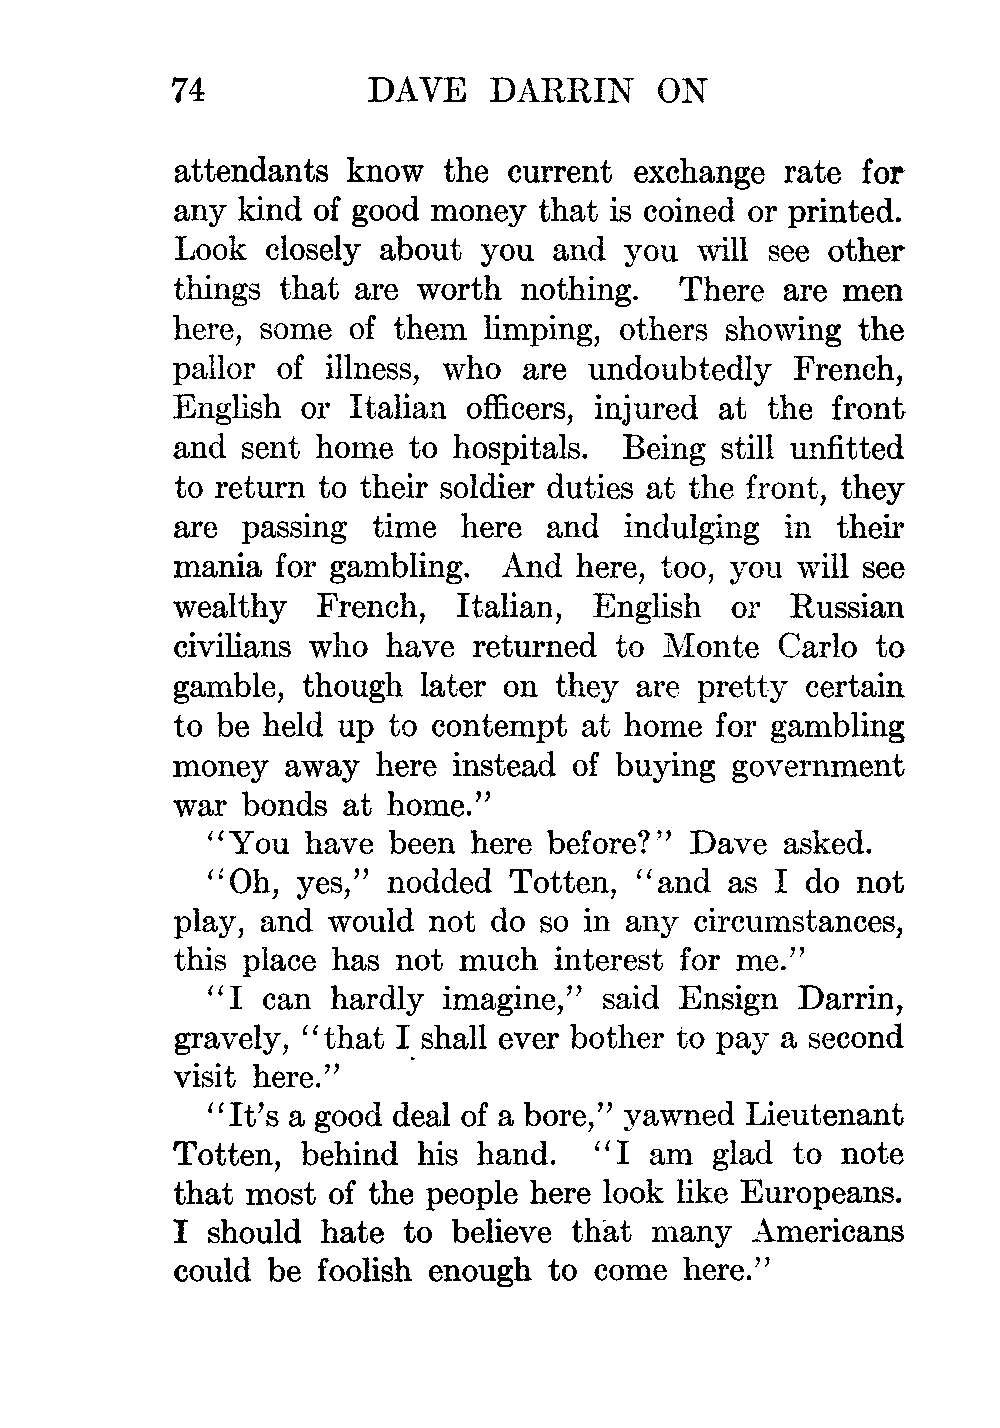 74 DAVE DARRIN ON
attendants know the current exchange rate for
any kind of good money that is coined or printed.
Look closely about you and you will see other
things that are worth nothing. There are men
here, some of them limping, others showing the
pallor of illness, who are undoubtedly French,
English or Italian officers, injured at the front
and sent home to hospitals. Being still unfitted
to return to their soldier duties at the front, they
are passing time here and indulging in their
mania for gambling. And here, too, you will see
wealthy French, Italian, English or Russian
civilians who have returned to Monte Carlo to
gamble, though later on they are pretty certain
to be held up to contempt at home for gambling
money away here instead of buying government
war bonds at home.”
“You have been here before?” Dave asked.
“Oh, yes,” nodded Totten, “and as I do not
play, and would not do so in any circumstances,
this place has not much interest for me.”
“I can hardly imagine,” said Ensign Darrin,
gravely, “that I shall ever bother to pay a second
visit here.”
“It’s a good deal of a bore,” yawned Lieutenant
Totten, behind his hand. “I am glad to note
that most of the people here look like Europeans.
I should hate to believe that many Americans
could be foolish enough to come here.”